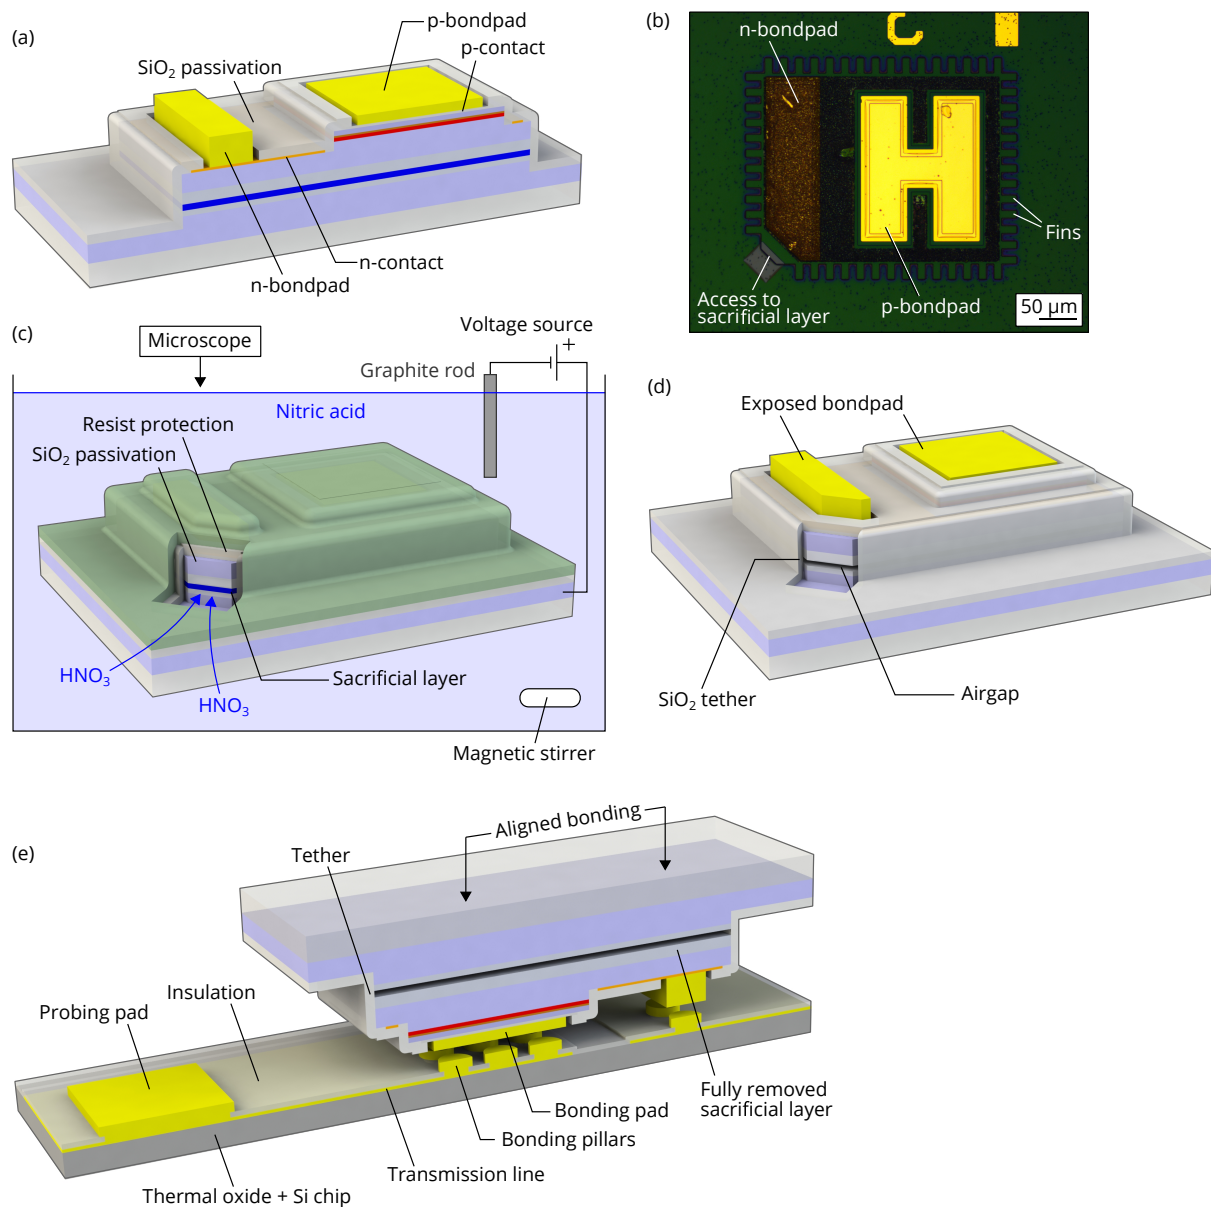 (a)
p-bondpad
p-contact
SiO₂ passivation
n-contact
n-bondpad
(b)
n-bondpad
Fins
Access to
sacrificial layer
p-bondpad
50 µm
H
(c)
Microscope
Voltage source
+
Graphite rod
Nitric acid
Resist protection
SiO₂ passivation
HNO₃
HNO₃
Sacrificial layer
Magnetic stirrer
(d)
Exposed bondpad
SiO₂ tether
Airgap
(e)
Aligned bonding
Tether
Insulation
Probing pad
Fully removed
sacrificial layer
Bonding pad
Bonding pillars
Transmission line
Thermal oxide + Si chip